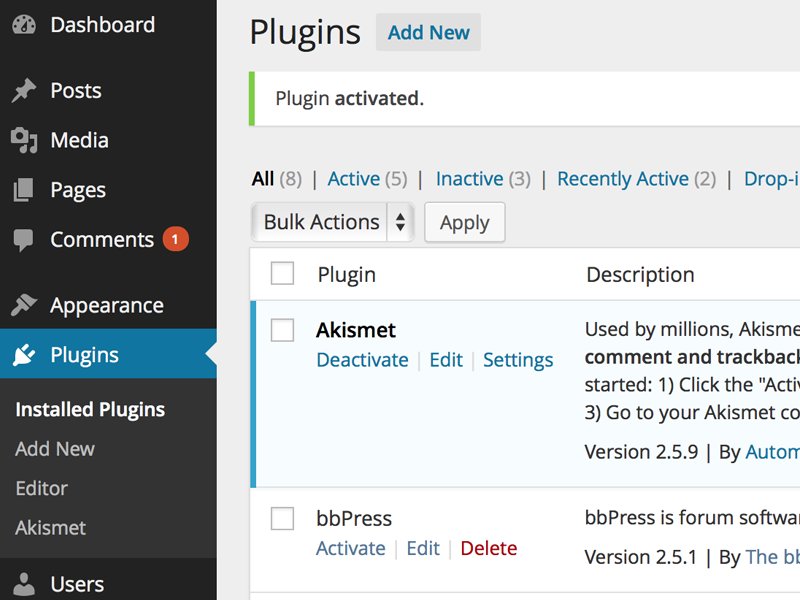 Dashboard
Posts
Media
Pages
Comments 1
Appearance
Plugins
Installed Plugins
Add New
Editor
Akismet
Users
Plugins Add New
Plugin activated.
All (8) | Active (5) | Inactive (3) | Recently Active (2) | Drop-i
Bulk Actions Apply
Plugin Description
Akismet
Deactivate | Edit | Settings
Used by millions, Akisme
comment and trackback
started: 1) Click the "Activ
3) Go to your Akismet co
Version 2.5.9 | By Autom
bbPress
Activate | Edit | Delete
bbPress is forum softwar
Version 2.5.1 | By The bb